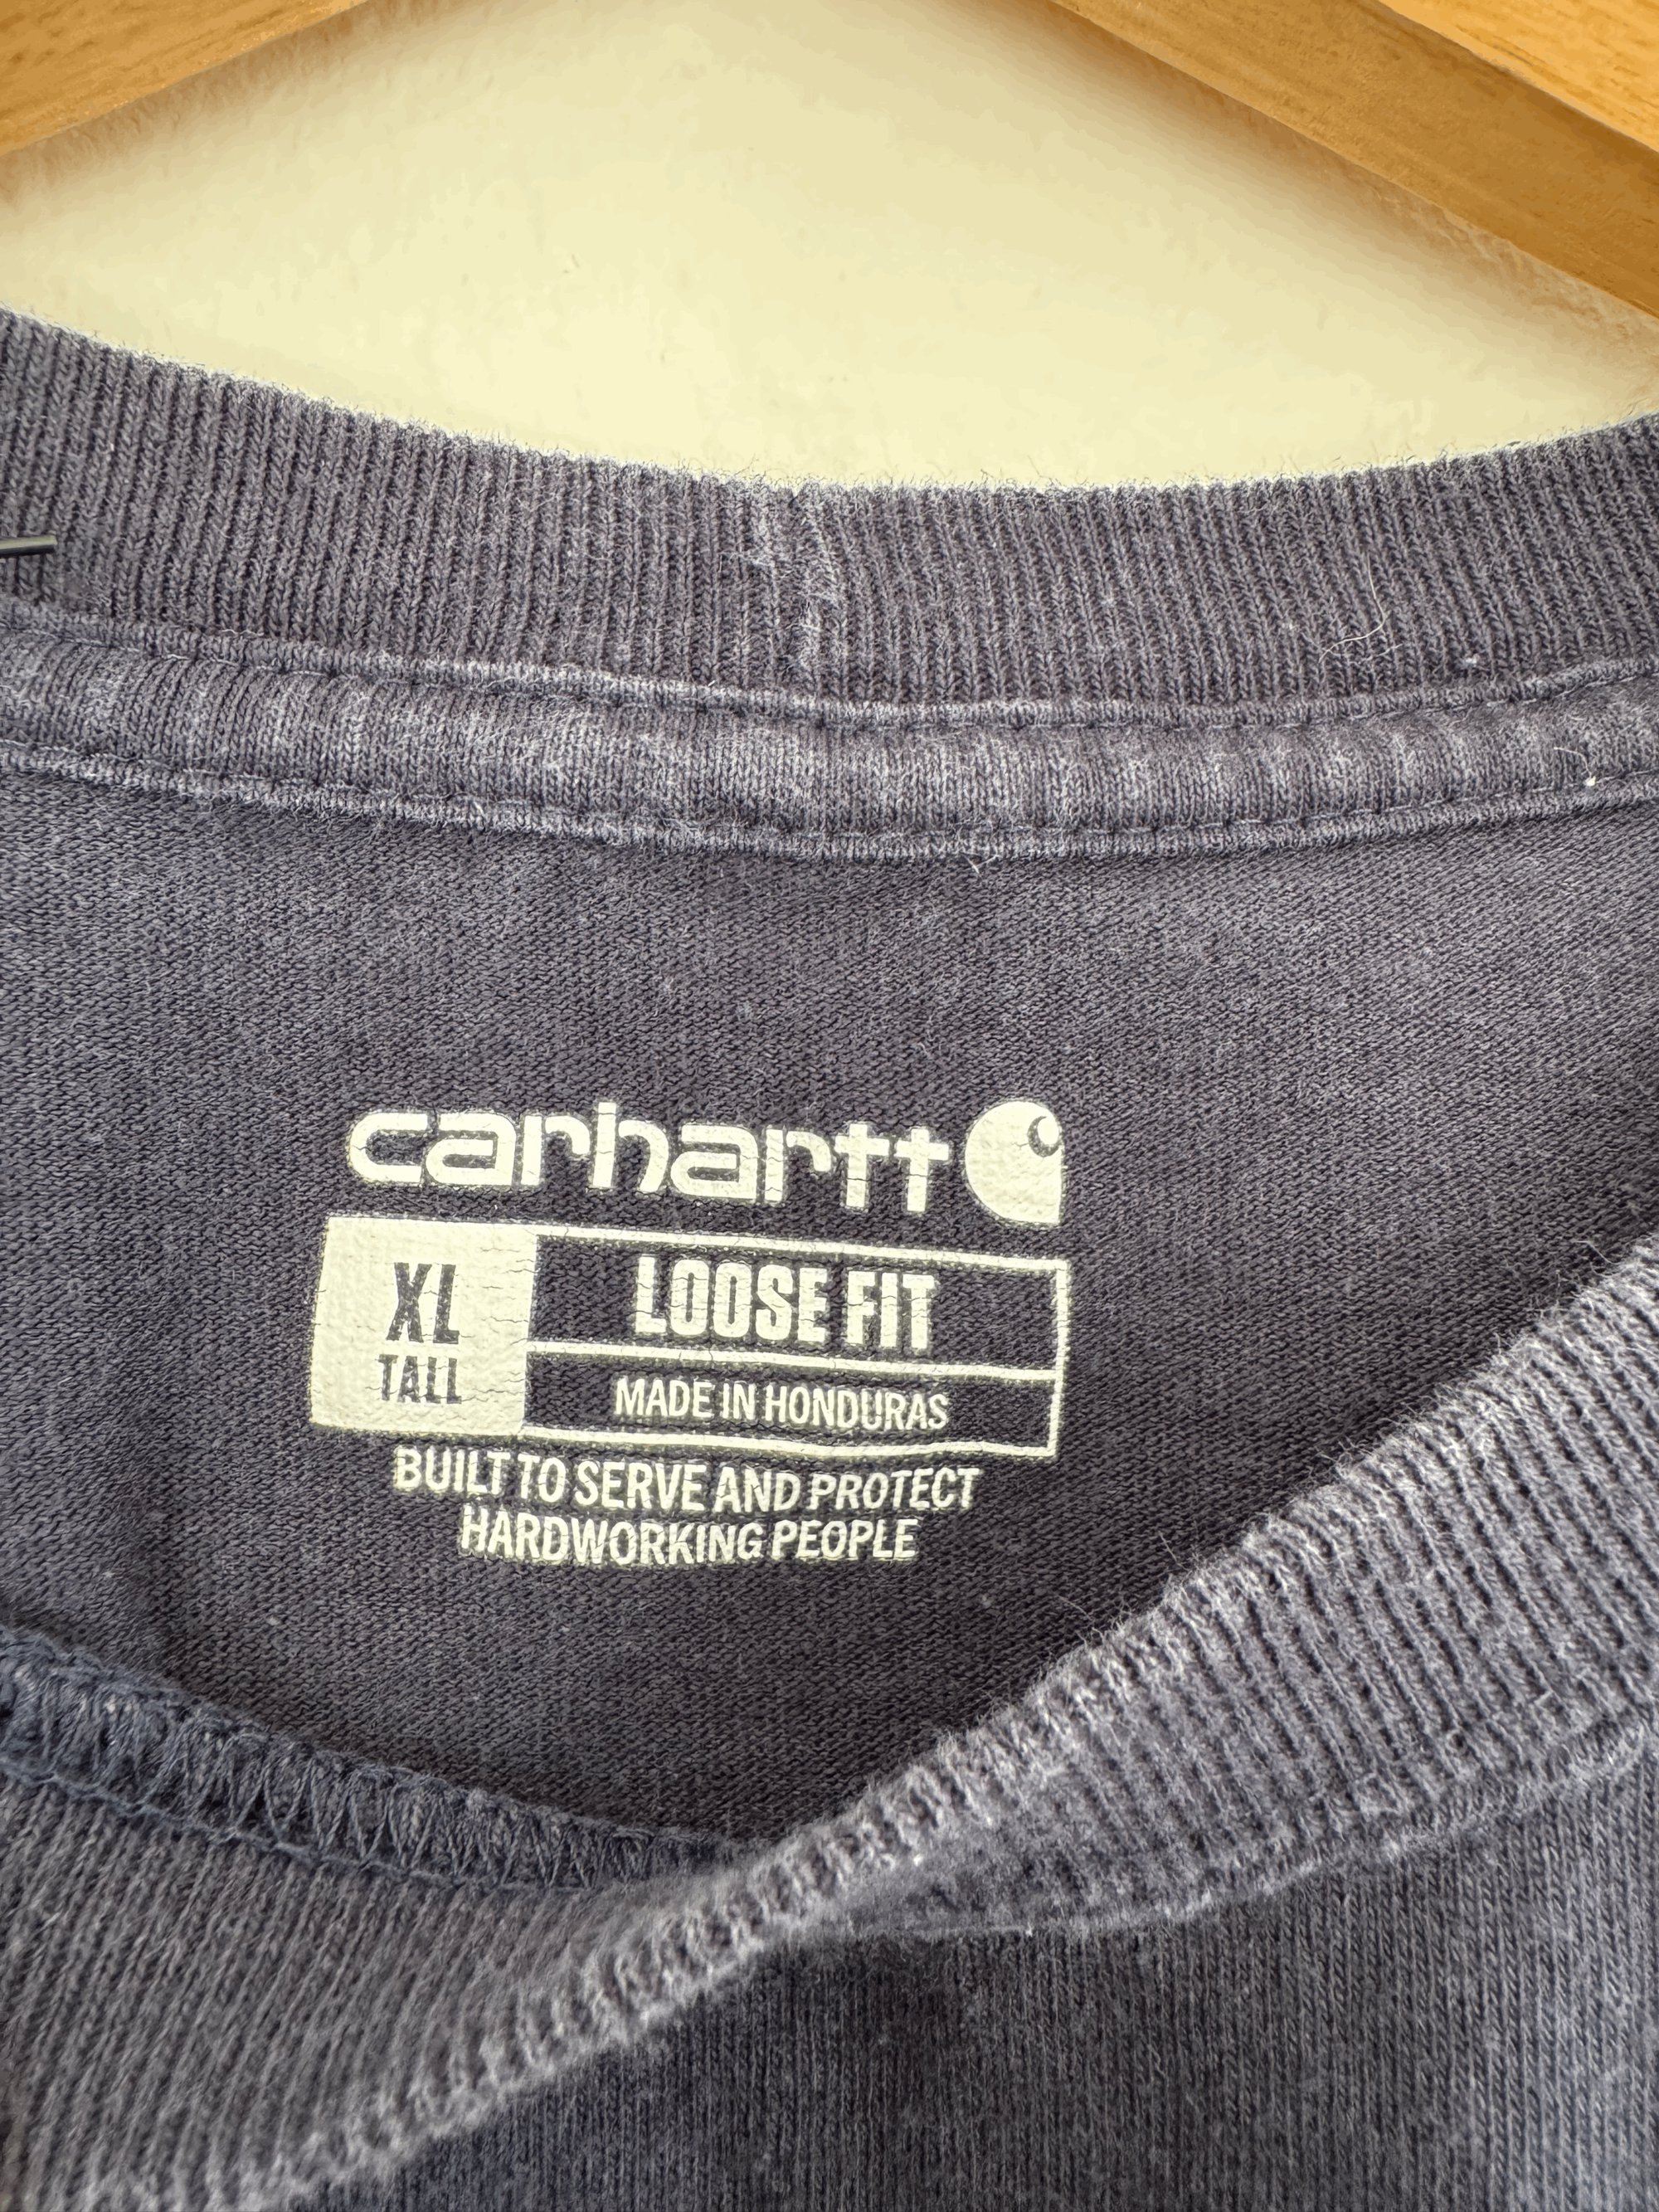 carhartt
XL
TALL
LOOSE FIT
MADE IN HONDURAS
BUILT TO SERVE AND PROTECT
HARDWORKING PEOPLE